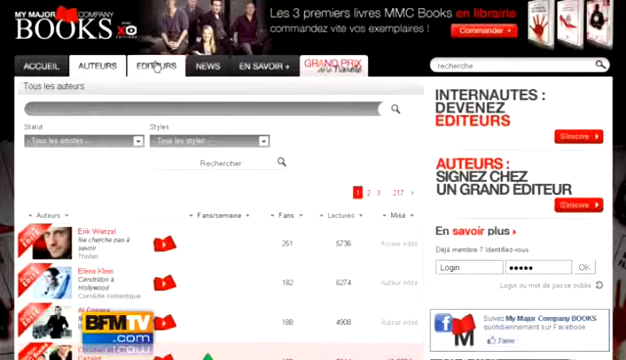 MY MAJOR COMPANY
BOOKS
XO
ÉDITIONS
Les 3 premiers livres MMC Books en librairie
commandez vite vos exemplaires !
Commander
ACCUEIL
AUTEURS
EDITEURS
NEWS
EN SAVOIR +
GRAND PRIX
de la Nouvelle
recherche
Tous les auteurs
Statut
Styles
- Tous les artistes -
- Tous les styles -
Rechercher
1 2 3 217 >
Auteurs
Fans/semaine
Fans
Lectures
Misé
Erik Wietzel
Ne cherche pas à
savoir
Thriller
251
5736
Auteur édité
Elena Klein
Cendrillon à
Hollywood
Comédie romantique
182
6274
Auteur édité
188
4908
Auteur édité
INTERNAUTES :
DEVENEZ
ÉDITEURS
S'inscrire
AUTEURS :
SIGNEZ CHEZ
UN GRAND ÉDITEUR
S'inscrire
En savoir plus
Déjà membre ? Identifiez-vous
Login
•••••
OK
Login ou mot de passe oublié
Suivez My Major Company BOOKS
quotidiennement sur Facebook
J'aime
BFMTV
.com